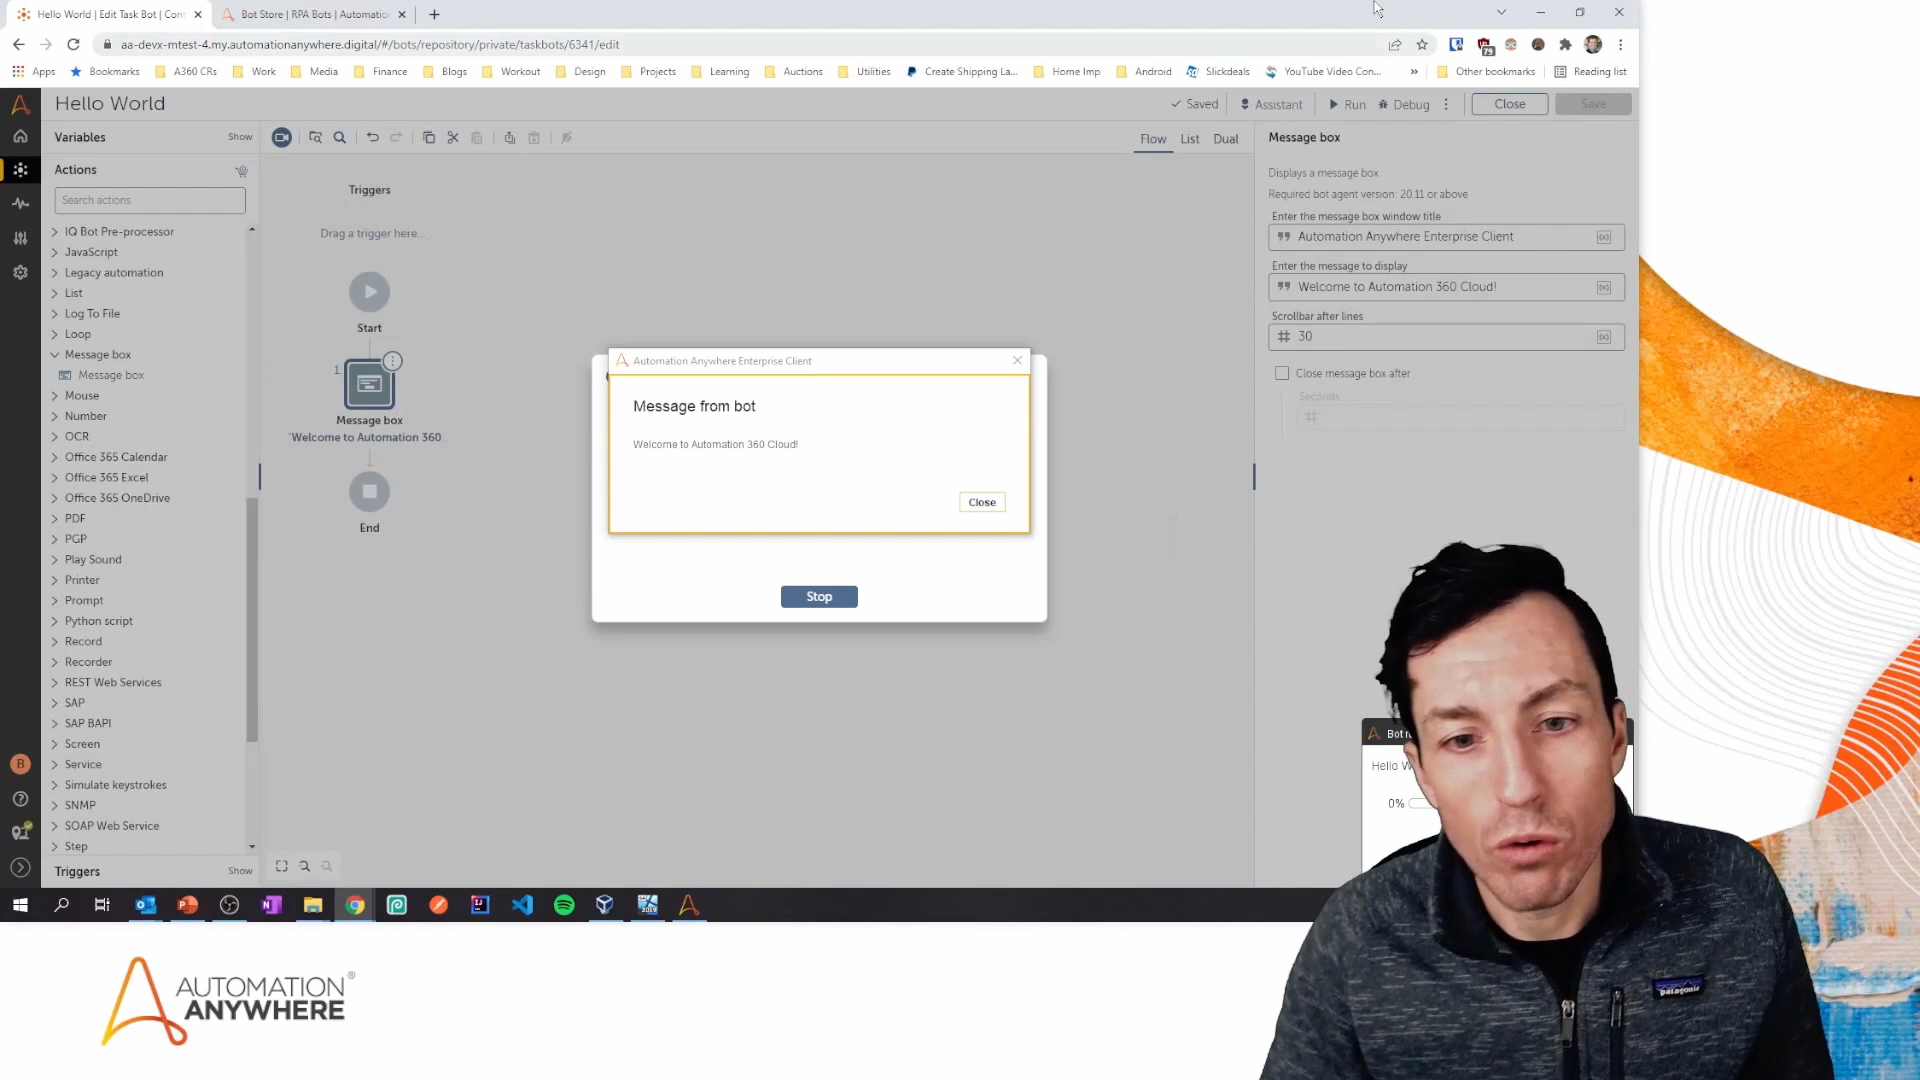 Hello World | Edit Task Bot | Con
Bot Store | RPA Bots | Automatio
aa-devx-mtest-4.my.automationanywhere.digital/#/bots/repository/private/taskbots/6341/edit
79
Apps
Bookmarks
A360 CRs
Work
Media
Finance
Blogs
Workout
Design
Projects
Learning
Auctions
Utilities
Create Shipping La...
Home Imp
Android
Slickdeals
YouTube Video Con...
»
Other bookmarks
Reading list
Hello World
Saved
Assistant
Run
Debug
Close
Save
Variables
Show
Flow
List
Dual
Actions
Search actions
IQ Bot Pre-processor
JavaScript
Legacy automation
List
Log To File
Loop
Message box
Message box
Mouse
Number
OCR
Office 365 Calendar
Office 365 Excel
Office 365 OneDrive
PDF
PGP
Play Sound
Printer
Prompt
Python script
Record
Recorder
REST Web Services
SAP
SAP BAPI
Screen
Service
Simulate keystrokes
SNMP
SOAP Web Service
Step
Triggers
Show
B
Triggers
Drag a trigger here...
Start
1.
Message box
"Welcome to Automation 360
End
Automation Anywhere Enterprise Client
Message from bot
Welcome to Automation 360 Cloud!
Close
Stop
Message box
Displays a message box
Required bot agent version: 20.11 or above
Enter the message box window title
Automation Anywhere Enterprise Client
(x)
Enter the message to display
Welcome to Automation 360 Cloud!
(x)
Scrollbar after lines
# 30
(x)
Close message box after
Seconds
#
Bot r
Hello W
0%
AUTOMATION
ANYWHERE
®
patagonia